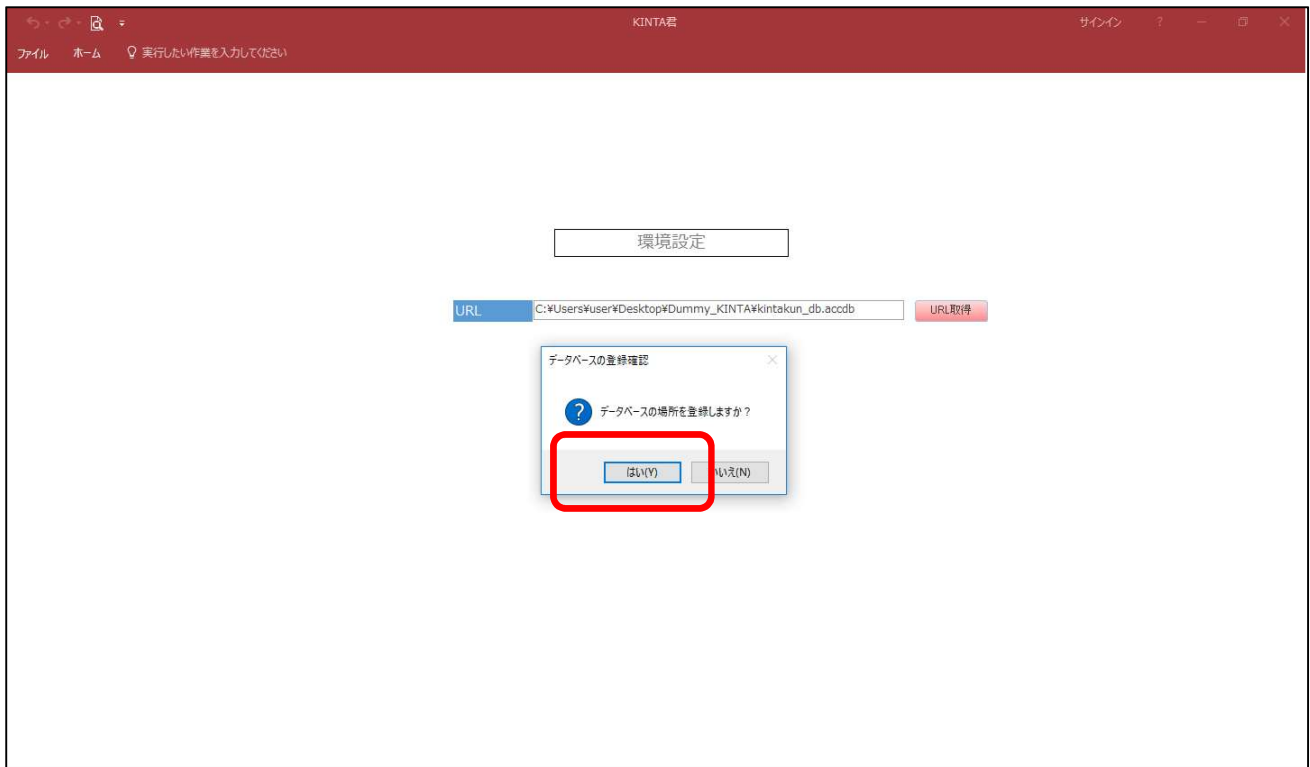 KINTA君
サインイン ?
ファイル ホーム 実行したい作業を入力してください
環境設定
URL C:¥Users¥user¥Desktop¥Dummy_KINTA¥kintakun_db.accdb URL取得
データベースの登録確認
? データベースの場所を登録しますか？
はい(Y) いいえ(N)